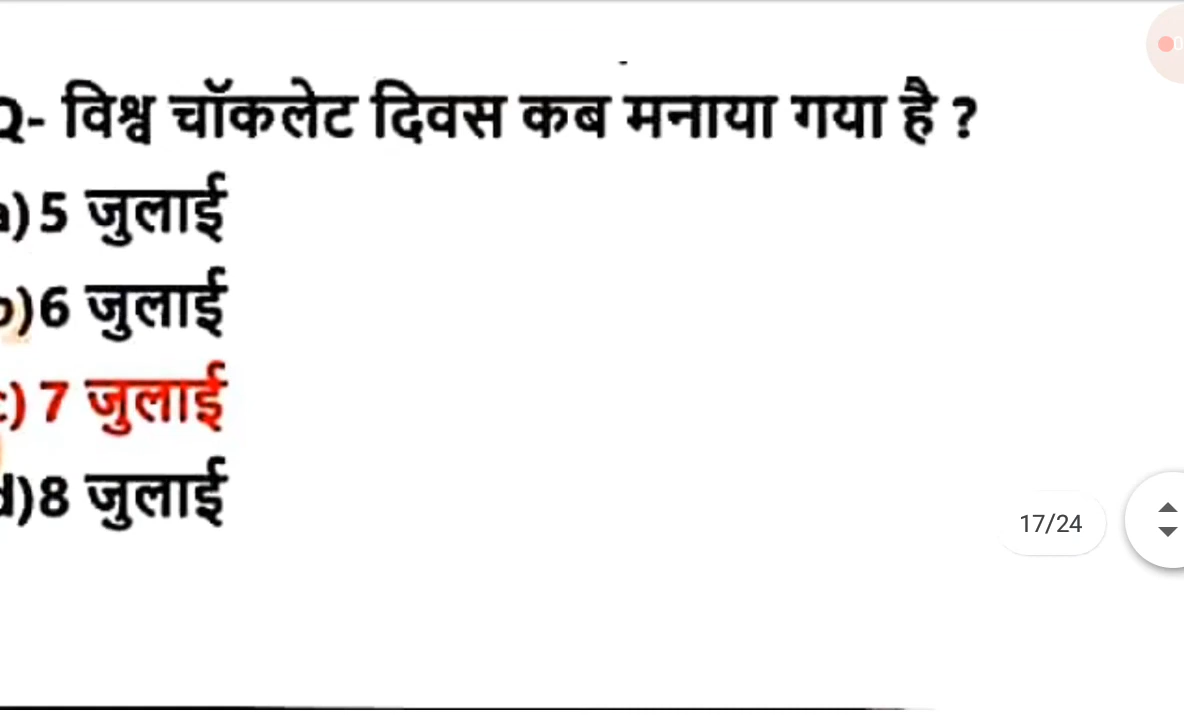 Q- विश्व चॉकलेट दिवस कब मनाया गया है ?
a) 5 जुलाई
b)6 जुलाई
c) 7 जुलाई
d)8 जुलाई
17/24